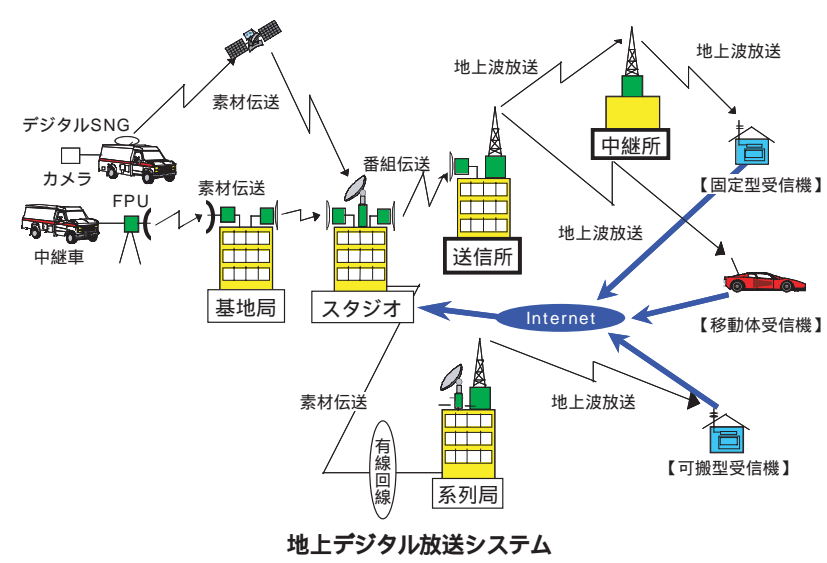 地上波放送
地上波放送
素材伝送
デジタルSNG
カメラ
番組伝送
中継所
【固定型受信機】
FPU
素材伝送
中継車
送信所
地上波放送
基地局
スタジオ
Internet
【移動体受信機】
素材伝送
地上波放送
有線回線
系列局
【可搬型受信機】
地上デジタル放送システム